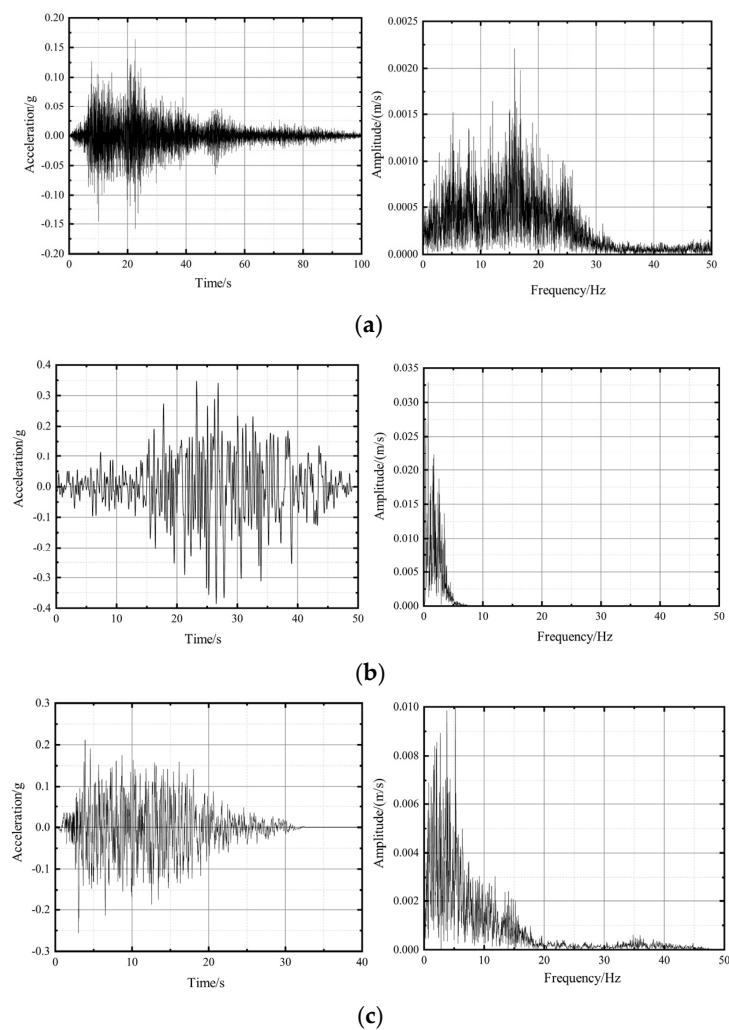 0.20
0.15
0.10
0.05
0.00
-0.05
-0.10
-0.15
-0.20
Acceleration/g
0 20 40 60 80 100
Time/s
0.0025
0.0020
0.0015
0.0010
0.0005
0.0000
Amplitude/(m/s)
0 10 20 30 40 50
Frequency/Hz
(a)
0.4
0.3
0.2
0.1
0.0
-0.1
-0.2
-0.3
-0.4
Acceleration/g
0 10 20 30 40 50
Time/s
0.035
0.030
0.025
0.020
0.015
0.010
0.005
0.000
Amplitude/(m/s)
0 10 20 30 40 50
Frequency/Hz
(b)
0.3
0.2
0.1
0.0
-0.1
-0.2
-0.3
Acceleration/g
0 10 20 30 40
Time/s
0.010
0.008
0.006
0.004
0.002
0.000
Amplitude/(m/s)
0 10 20 30 40 50
Frequency/Hz
(c)